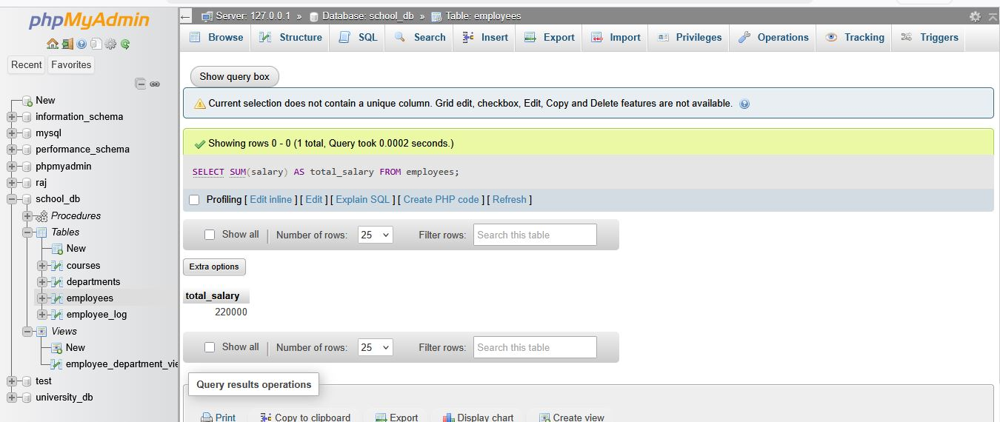 phpMyAdmin
Recent Favorites
New
information_schema
mysql
performance_schema
phpmyadmin
raj
school_db
Procedures
Tables
New
courses
departments
employees
employee_log
Views
New
employee_department_vie
test
university_db
Server: 127.0.0.1 » Database: school_db » Table: employees
Browse Structure SQL Search Insert Export Import Privileges Operations Tracking Triggers
Show query box
Current selection does not contain a unique column. Grid edit, checkbox, Edit, Copy and Delete features are not available.
Showing rows 0 - 0 (1 total, Query took 0.0002 seconds.)
SELECT SUM(salary) AS total_salary FROM employees;
Profiling [ Edit inline ] [ Edit ] [ Explain SQL ] [ Create PHP code ] [ Refresh ]
Show all | Number of rows: 25 Filter rows: Search this table
Extra options
total_salary
220000
Show all | Number of rows: 25 Filter rows: Search this table
Query results operations
Print Copy to clipboard Export Display chart Create view